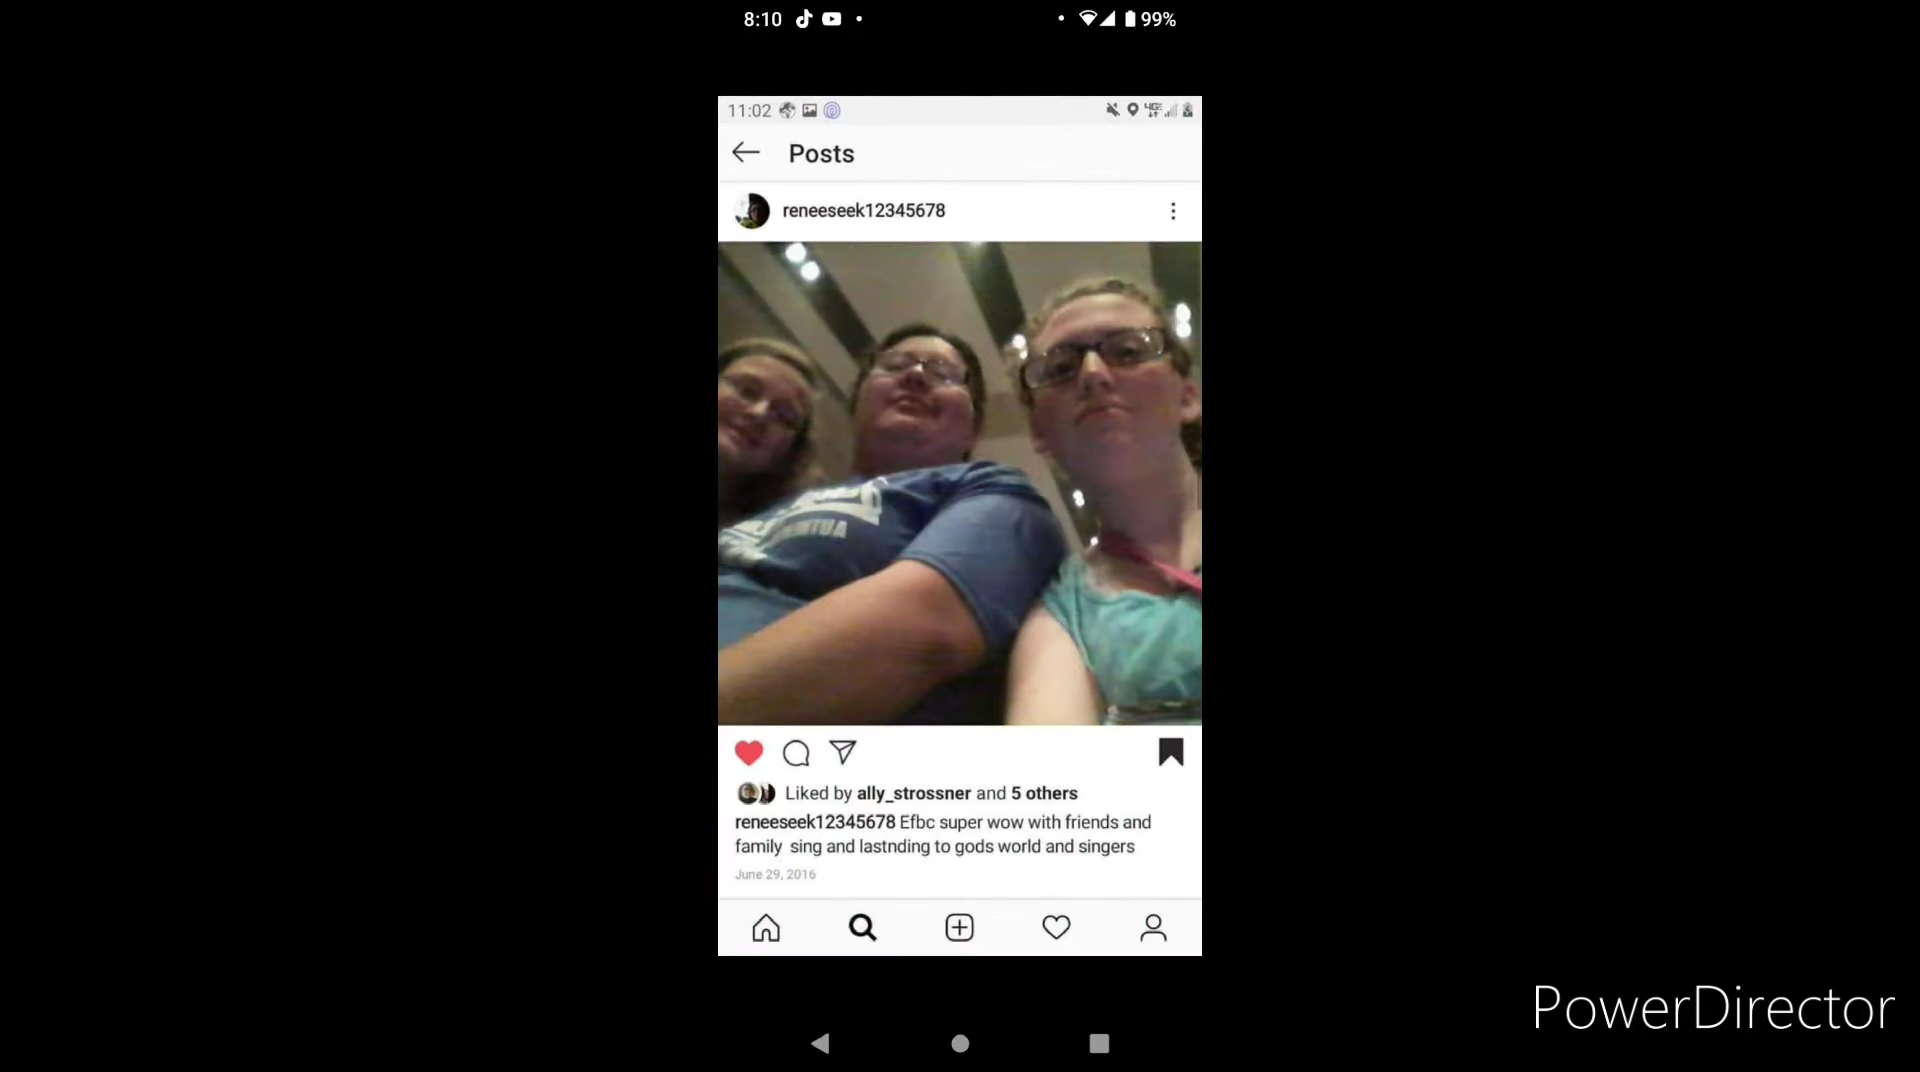 8:10 99%
11:02 4GE
Posts
reneeseek12345678
Liked by ally_strossner and 5 others
reneeseek12345678 Efbc super wow with friends and
family sing and lastnding to gods world and singers
June 29, 2016
PowerDirector